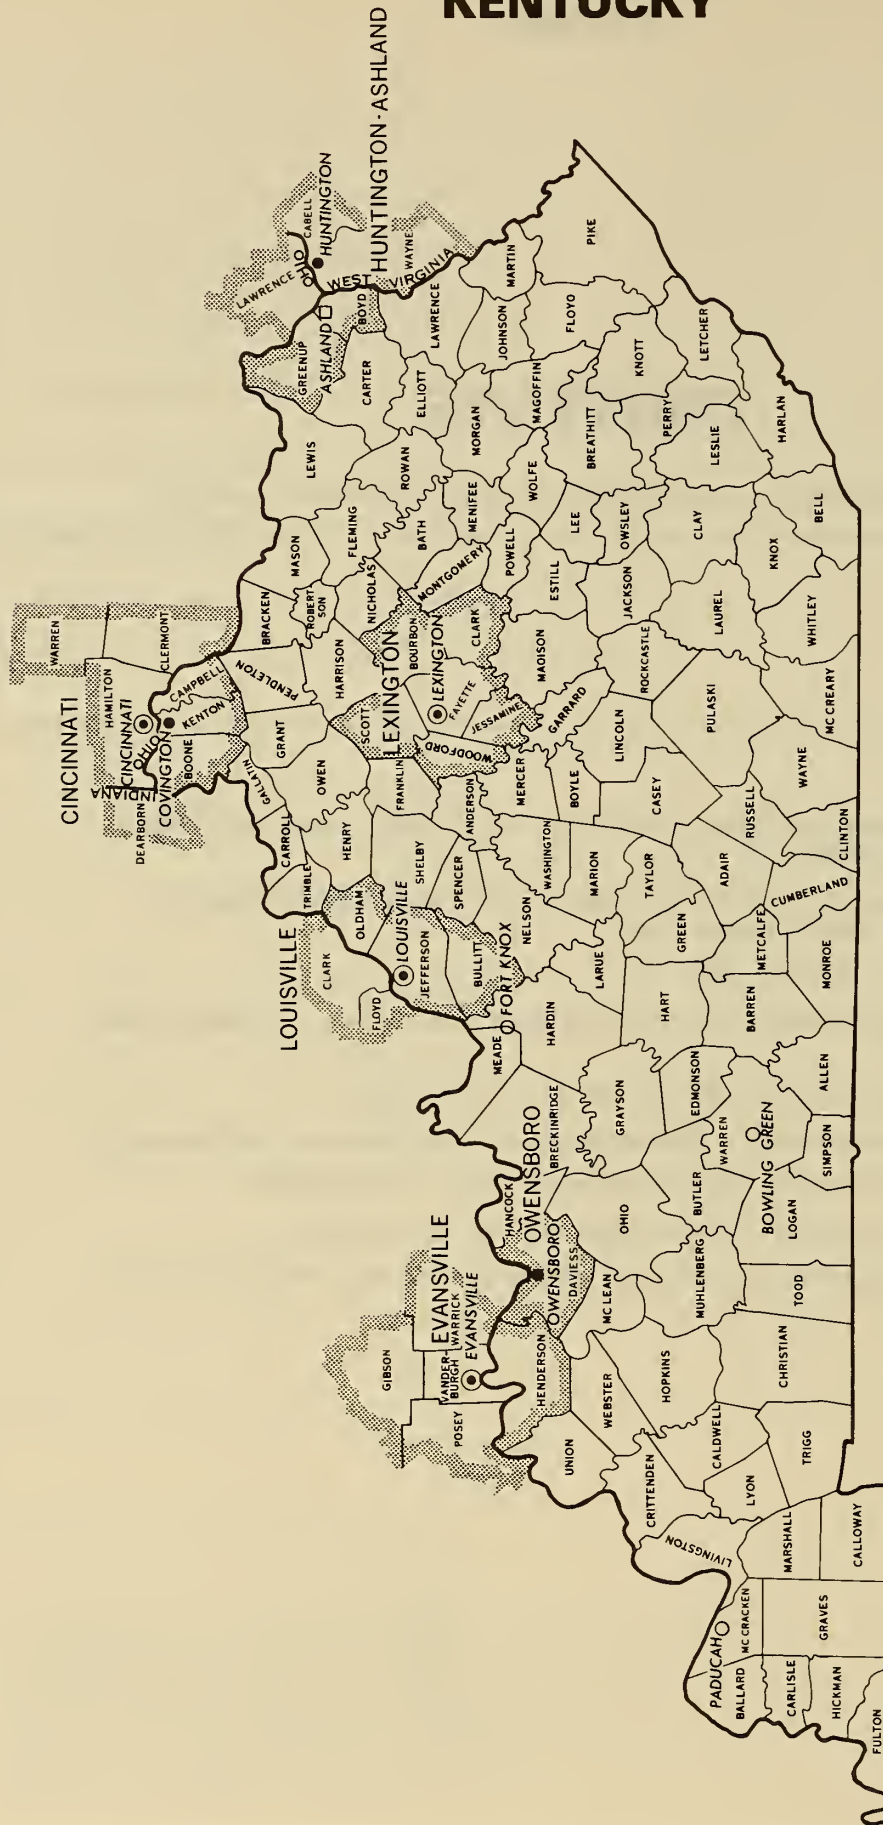 KENTUCKY
CINCINNATI
WARREN
HAMILTON
CLERMONT
CINCINNATI
OHIO
INDIANA
DEARBORN
COVINGTON
BOONE
KENTON
CAMPBELL
HUNTINGTON-ASHLAND
LAWRENCE
OHIO
CABELL
HUNTINGTON
WAYNE
WEST VIRGINIA
GREENUP
ASHLAND
BOYD
CARTER
LAWRENCE
ELLIOTT
LEWIS
ROWAN
FLEMING
MASON
BRACKEN
ROBERT
SON
NICHOLAS
BATH
MENIFEE
MORGAN
JOHNSON
MARTIN
PIKE
FLOYO
MAGOFFIN
WOLFE
POWELL
MONTGOMERY
CLARK
BOURBON
HARRISON
PENDLETON
GRANT
GALLATIN
OWEN
CARROLL
TRIMBLE
HENRY
OLDHAM
SHELBY
FRANKLIN
SCOTT
LEXINGTON
LEXINGTON
FAYETTE
WOODFORD
JESSAMINE
MERCER
ANDERSON
SPENCER
LOUISVILLE
CLARK
FLOYD
LOUISVILLE
JEFFERSON
BULLITT
NELSON
WASHINGTON
BOYLE
GARRARD
MAOISON
ESTILL
LEE
BREATHITT
KNOTT
LETCHER
PERRY
LESLIE
HARLAN
OWSLEY
CLAY
JACKSON
ROCKCASTLE
LAUREL
KNOX
BELL
WHITLEY
MC CREARY
PULASKI
LINCOLN
CASEY
WAYNE
RUSSELL
CLINTON
ADAIR
CUMBERLAND
TAYLOR
MARION
GREEN
METCALFE
MONROE
LARUE
FORT KNOX
HARDIN
MEADE
HART
BARREN
ALLEN
EDMONSON
GRAYSON
BRECKINRIDGE
HANCOCK
OWENSBORO
OWENSBORO
DAVIESS
OHIO
BUTLER
WARREN
BOWLING GREEN
SIMPSON
LOGAN
MUHLENBERG
TOOD
MC LEAN
EVANSVILLE
GIBSON
VANDER-
BURGH
WARRICK
EVANSVILLE
POSEY
HENDERSON
WEBSTER
HOPKINS
CHRISTIAN
UNION
CRITTENDEN
CALDWELL
TRIGG
LYON
LIVINGSTON
MARSHALL
CALLOWAY
PADUCAH
MC CRACKEN
GRAVES
BALLARD
CARLISLE
HICKMAN
FULTON